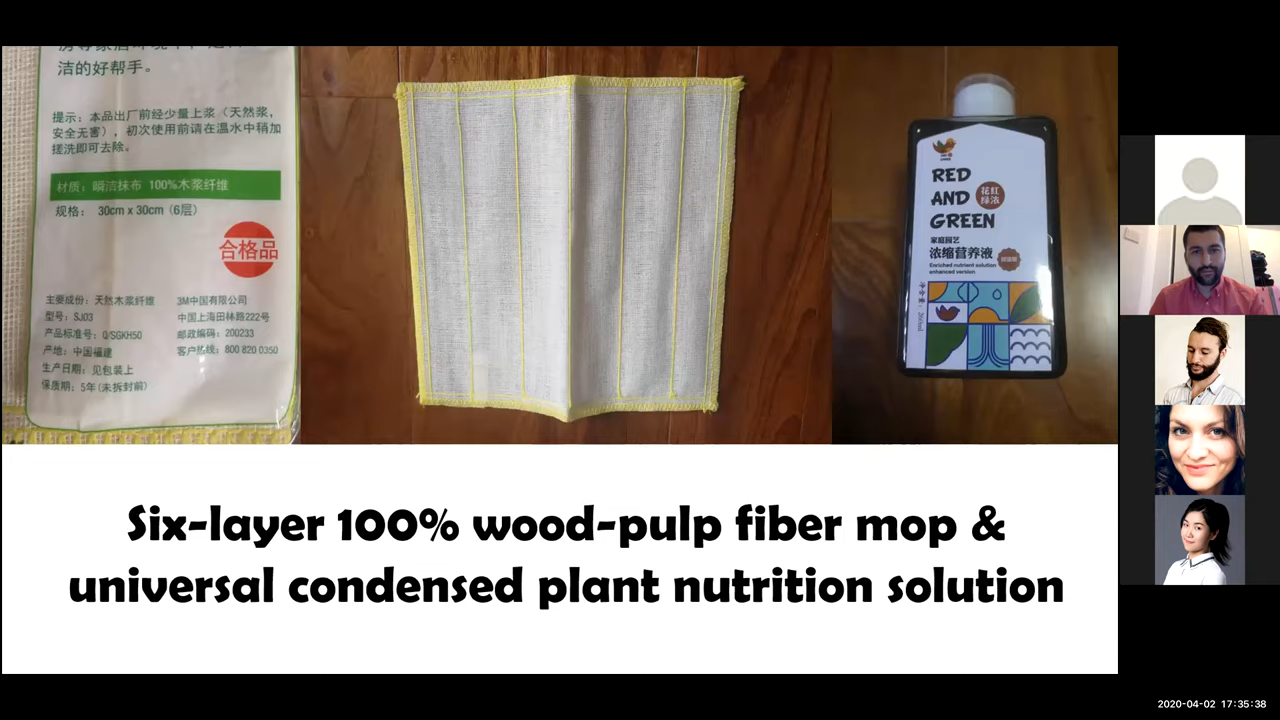 洁的好帮手。
提示：本品出厂前经少量上浆（天然浆，
安全无害），初次使用前请在温水中稍加
搓洗即可去除。
材质：瞬洁抹布 100%木浆纤维
规格： 30cm x 30cm (6层)
合格品
主要成份：天然木浆纤维
型号：SJ03
产品标准号：Q/SGKH50
产地：中国福建
生产日期：见包装上
保质期：5年(未拆封前)
3M中国有限公司
中国上海田林路222号
邮政编码：200233
客户热线：800 820 0350
RED
AND
GREEN
花红
绿浓
家庭园艺
浓缩营养液
Enriched nutrient solution
enhanced version
Six-layer 100% wood-pulp fiber mop &
universal condensed plant nutrition solution
2020-04-02 17:35:38